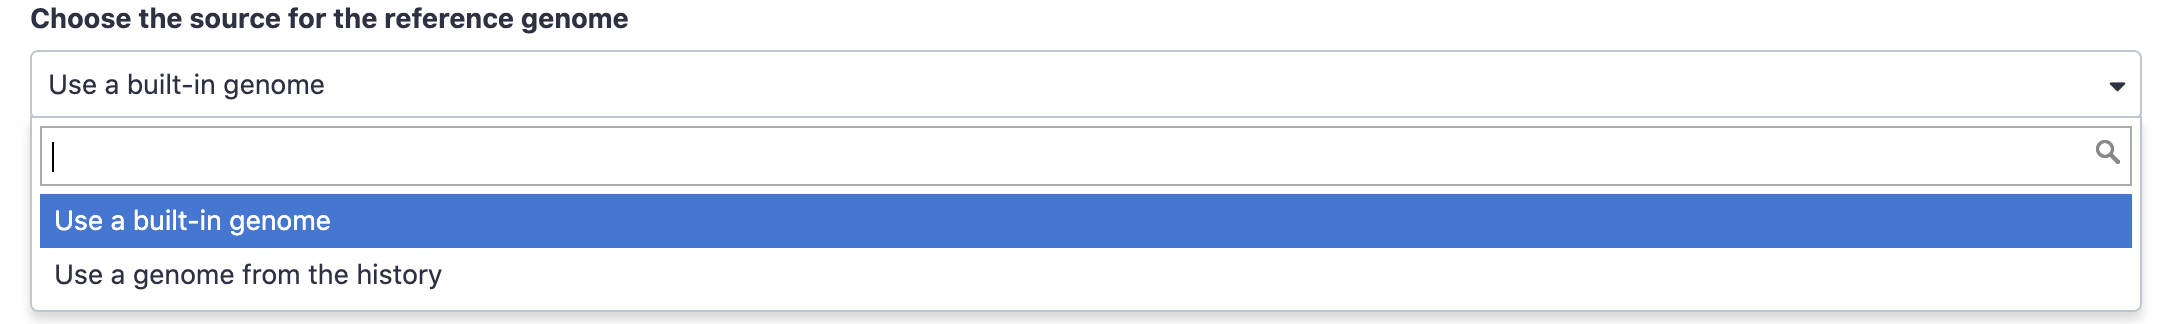 Choose the source for the reference genome
Use a built-in genome
Use a built-in genome
Use a genome from the history